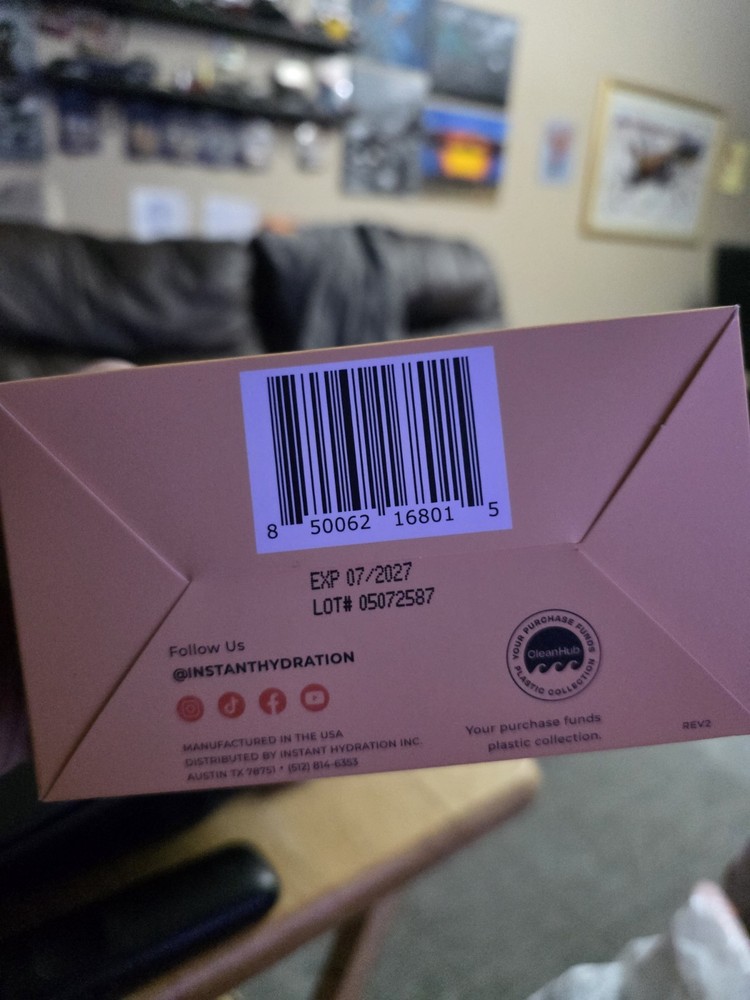 8 50062 16801 5
EXP 07/2027
LOT# 05072587
Follow Us
@INSTANTHYDRATION
MANUFACTURED IN THE USA
DISTRIBUTED BY INSTANT HYDRATION INC.
AUSTIN TX 78751 • (512) 814-6353
YOUR PURCHASE FUNDS
CleanHub
PLASTIC COLLECTION
Your purchase funds
plastic collection.
REV2